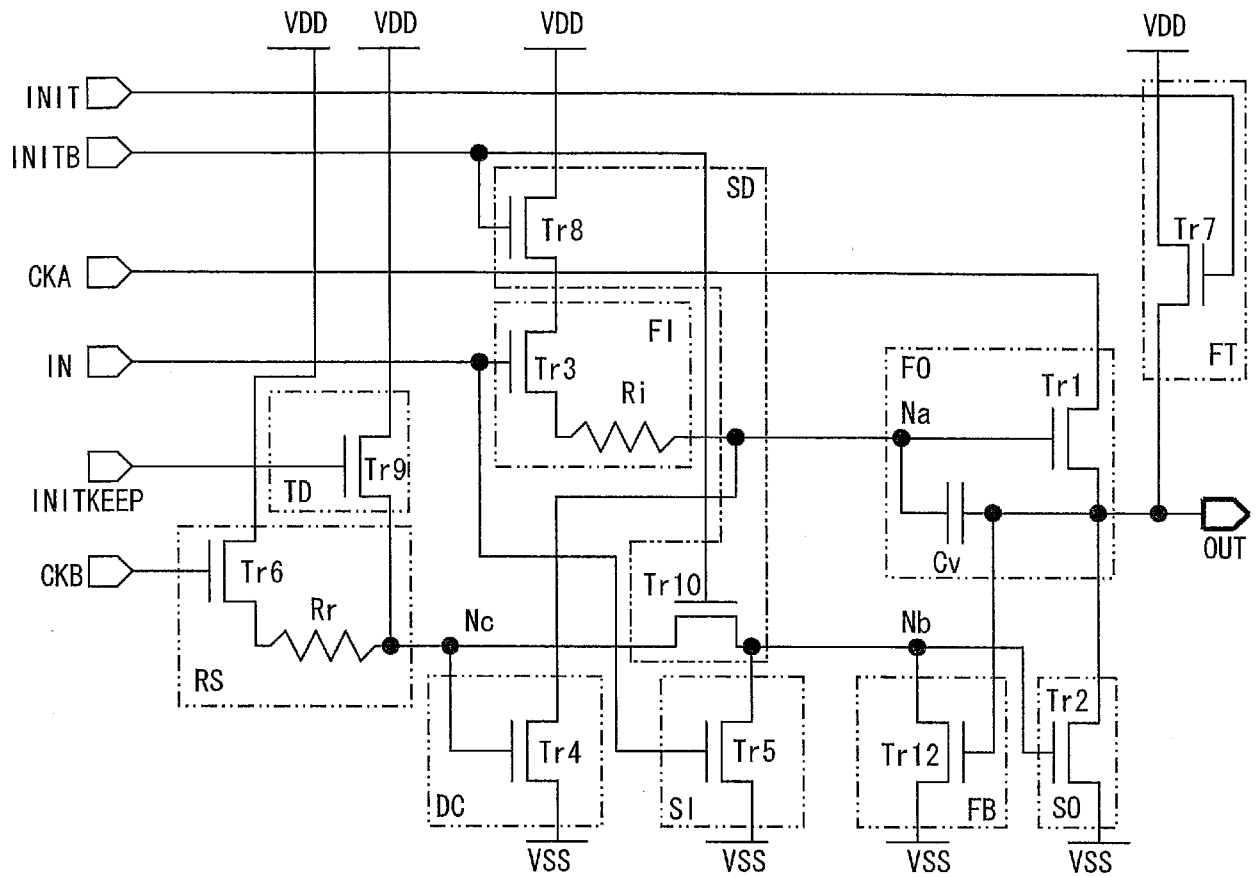 VDD
VDD
VDD
VDD
INIT
INITB
SD
Tr8
Tr7
CKA
FI
IN
Tr3
FO
Tr1
FT
Ri
Na
Tr9
INITKEEP
TD
Cv
OUT
CKB
Tr6
Tr10
Rr
Nc
Nb
RS
Tr2
Tr4
Tr5
Tr12
DC
SI
FB
SO
VSS
VSS
VSS
VSS